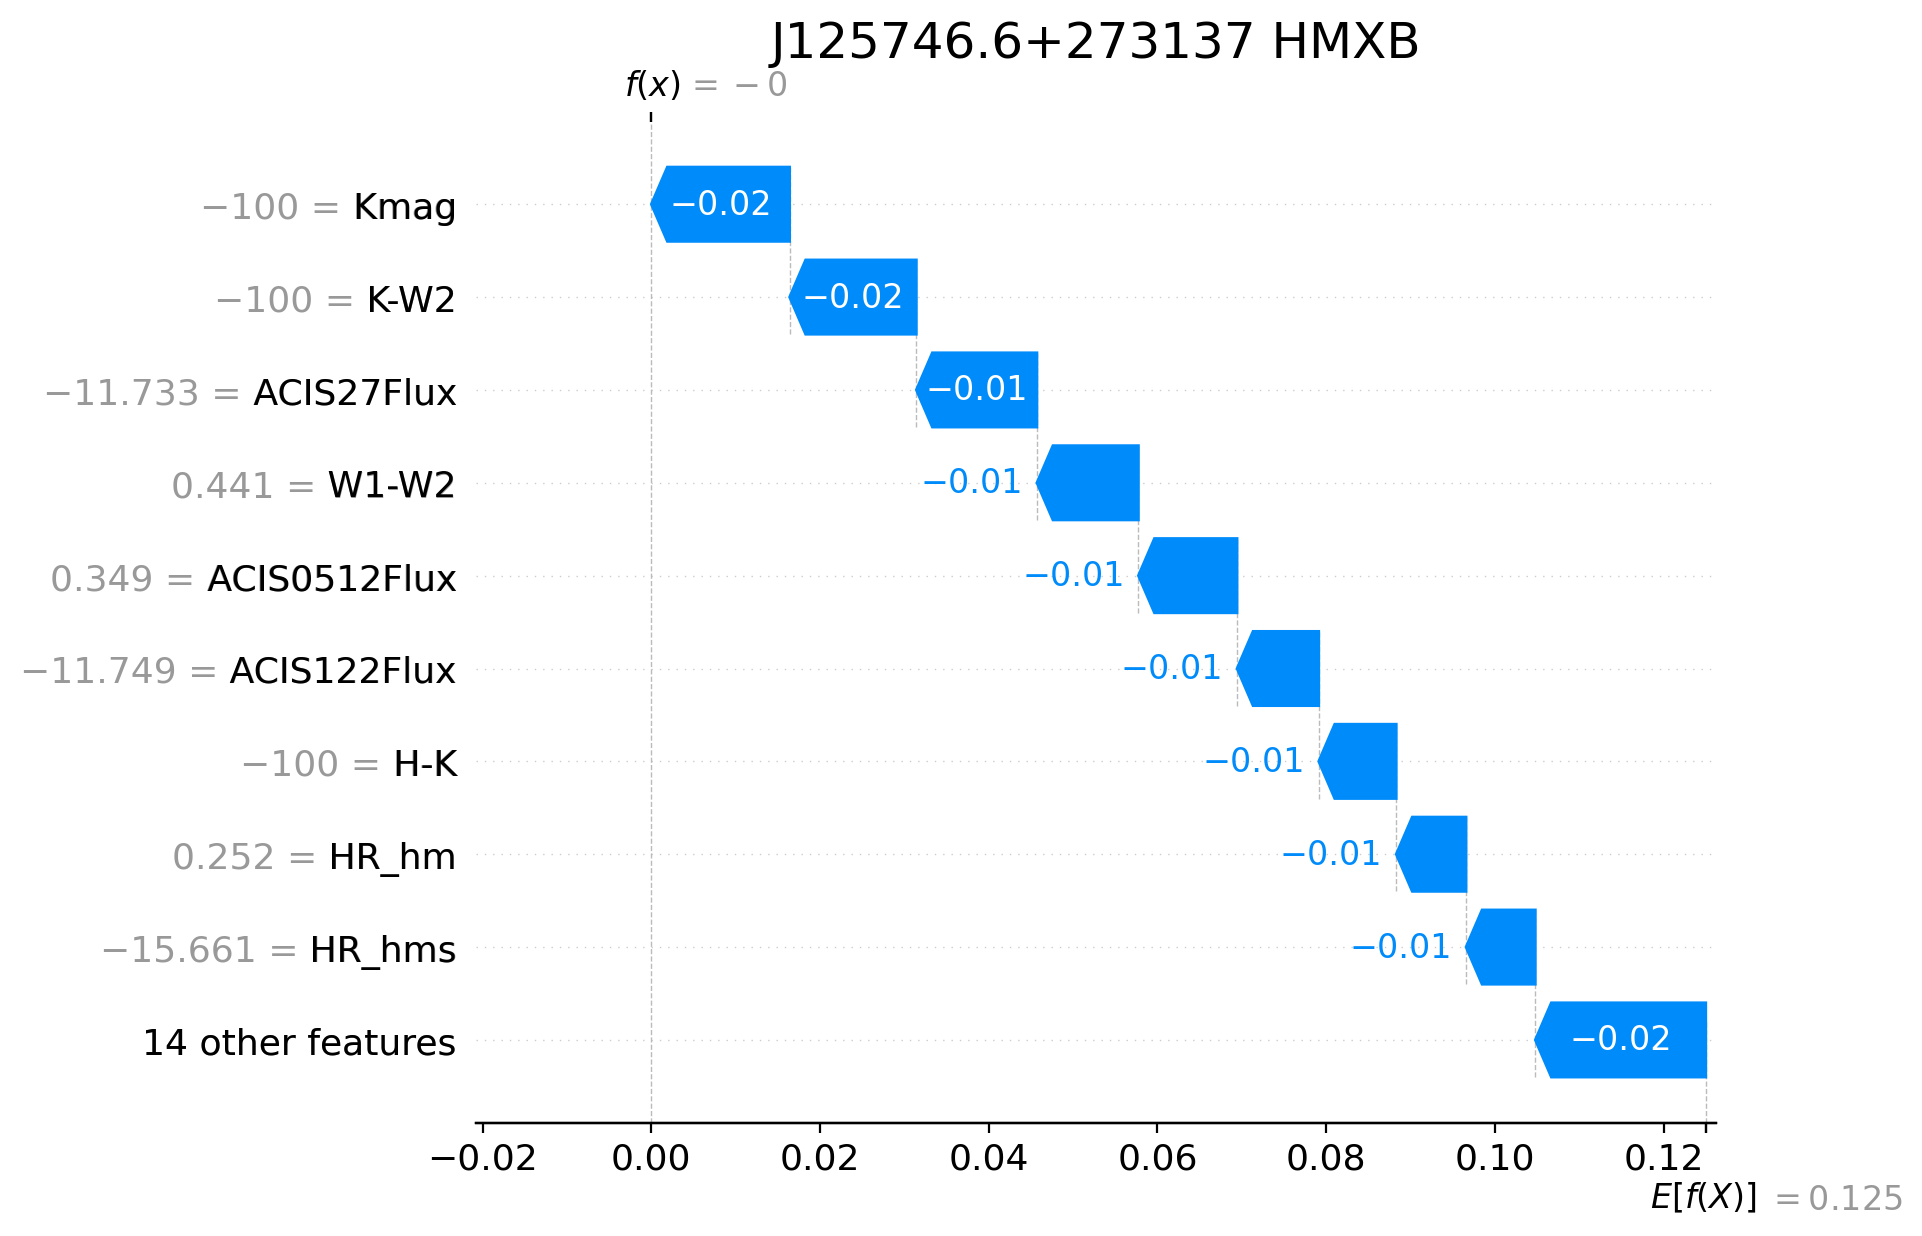 J125746.6+273137 HMXB
f(x) = −0
−100 = Kmag −0.02
−100 = K-W2 −0.02
−11.733 = ACIS27Flux −0.01
0.441 = W1-W2 −0.01
0.349 = ACIS0512Flux −0.01
−11.749 = ACIS122Flux −0.01
−100 = H-K −0.01
0.252 = HR_hm −0.01
−15.661 = HR_hms −0.01
14 other features −0.02
−0.02 0.00 0.02 0.04 0.06 0.08 0.10 0.12
E[f(X)] = 0.125